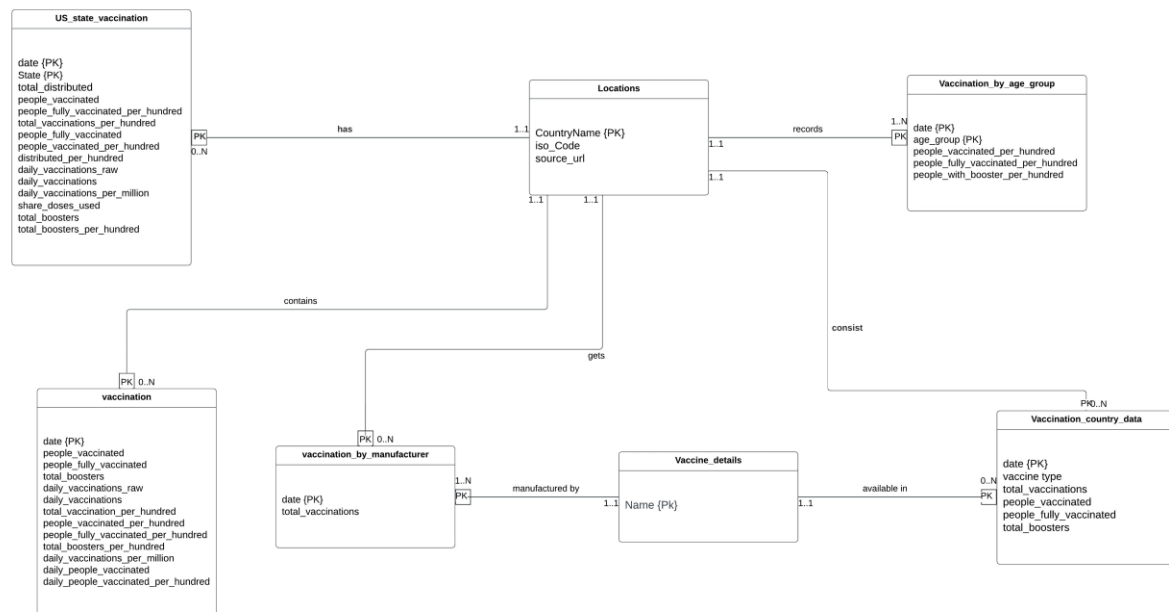 US_state_vaccination
date {PK}
State {PK}
total_distributed
people_vaccinated
people_fully_vaccinated_per_hundred
total_vaccinations_per_hundred
people_fully_vaccinated
people_vaccinated_per_hundred
distributed_per_hundred
daily_vaccinations_raw
daily_vaccinations
daily_vaccinations_per_million
share_doses_used
total_boosters
total_boosters_per_hundred
PK
0..N
has
1..1
Locations
CountryName {PK}
iso_Code
source_url
1..1
records
1..N
PK
Vaccination_by_age_group
date {PK}
age_group {PK}
people_vaccinated_per_hundred
people_fully_vaccinated_per_hundred
people_with_booster_per_hundred
1..1
1..1
1..1
contains
gets
consist
PK 0..N
vaccination
date {PK}
people_vaccinated
people_fully_vaccinated
total_boosters
daily_vaccinations_raw
daily_vaccinations
total_vaccination_per_hundred
people_vaccinated_per_hundred
people_fully_vaccinated_per_hundred
total_boosters_per_hundred
daily_vaccinations_per_million
daily_people_vaccinated
daily_people_vaccinated_per_hundred
PK 0..N
vaccination_by_manufacturer
date {PK}
total_vaccinations
1..N
PK
manufactured by
1..1
Vaccine_details
Name {Pk}
1..1
available in
0..N
PK
PK 0..N
Vaccination_country_data
date {PK}
vaccine type
total_vaccinations
people_vaccinated
people_fully_vaccinated
total_boosters